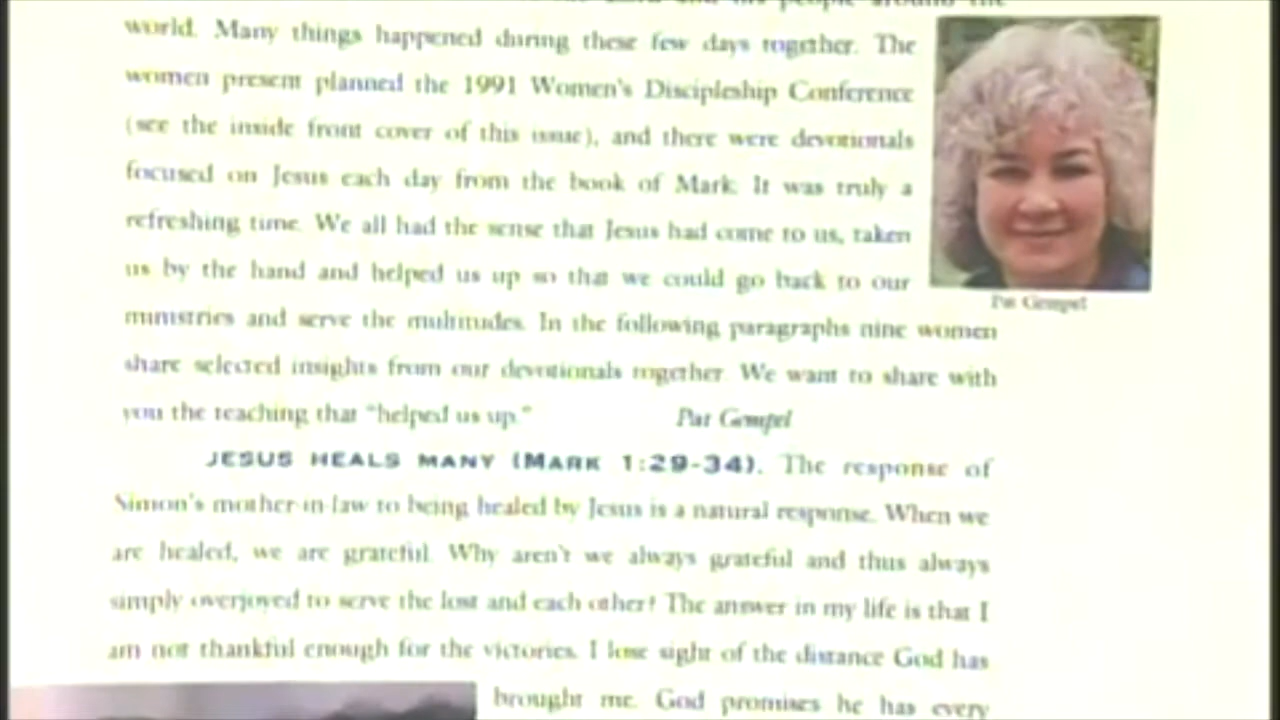 people around the
world. Many things happened during these few days together. The
women present planned the 1991 Women's Discipleship Conference
(see the inside front cover of this issue), and there were devotionals
focused on Jesus each day from the book of Mark. It was truly a
refreshing time. We all had the sense that Jesus had come to us, taken
us by the hand and helped us up so that we could go back to our
Pat Gempel
ministries and serve the multitudes. In the following paragraphs nine women
share selected insights from our devotionals together. We want to share with
you the teaching that "helped us up." Pat Gempel
JESUS HEALS MANY (MARK 1:29-34). The response of
Simon's mother-in-law to being healed by Jesus is a natural response. When we
are healed, we are grateful. Why aren't we always grateful and thus always
simply overjoyed to serve the lost and each other? The answer in my life is that I
am not thankful enough for the victories. I lose sight of the distance God has
brought me. God promises he has every